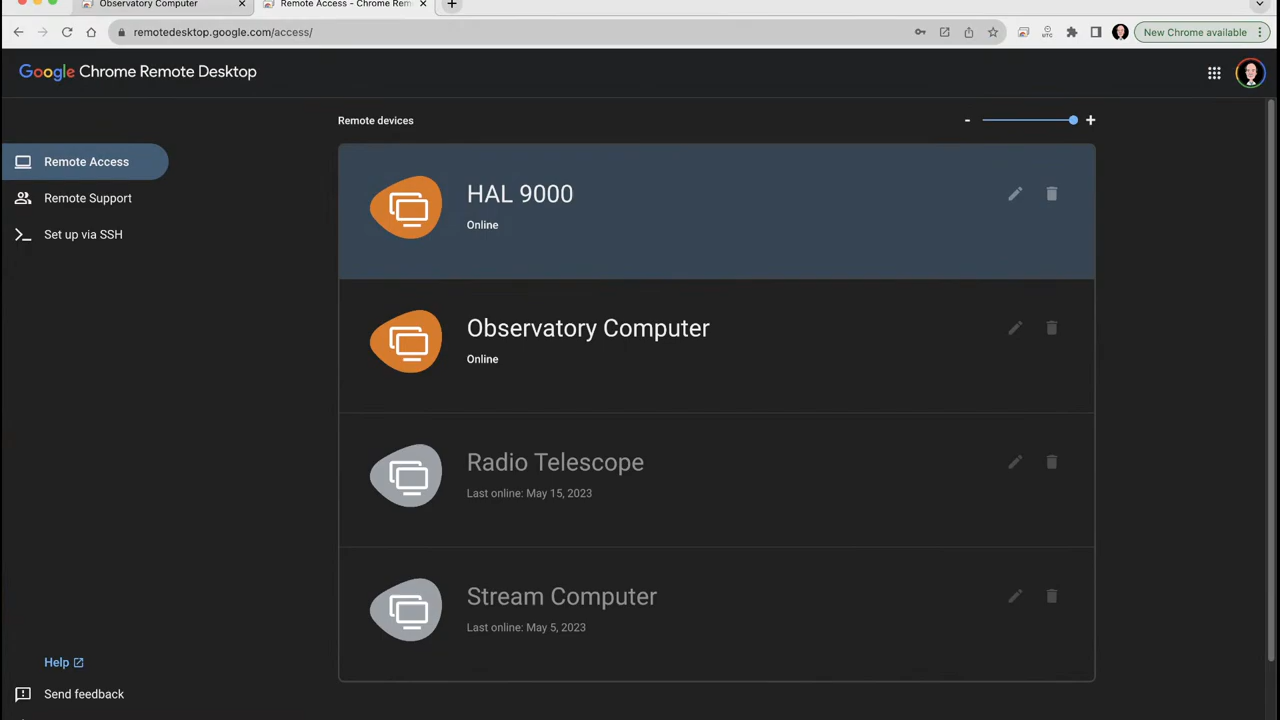 Observatory Computer
Remote Access - Chrome Rem
remotedesktop.google.com/access/
UTC
New Chrome available
Google Chrome Remote Desktop
Remote devices
- +
Remote Access
Remote Support
Set up via SSH
HAL 9000
Online
Observatory Computer
Online
Radio Telescope
Last online: May 15, 2023
Stream Computer
Last online: May 5, 2023
Help
Send feedback